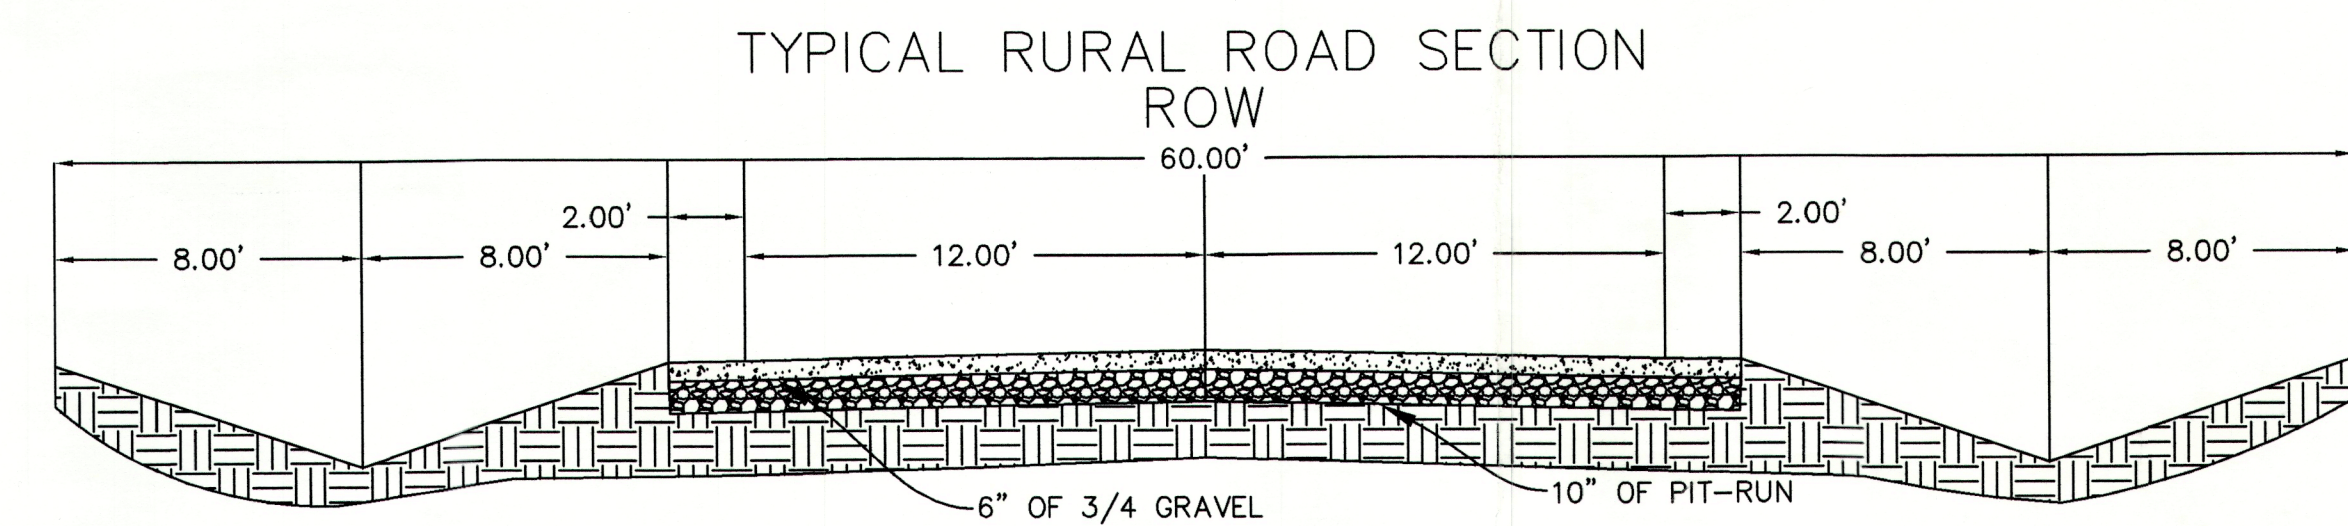 TYPICAL RURAL ROAD SECTION
ROW
60.00'
2.00'
2.00'
8.00'
8.00'
12.00'
12.00'
8.00'
8.00'
6" OF 3/4 GRAVEL
10" OF PIT-RUN